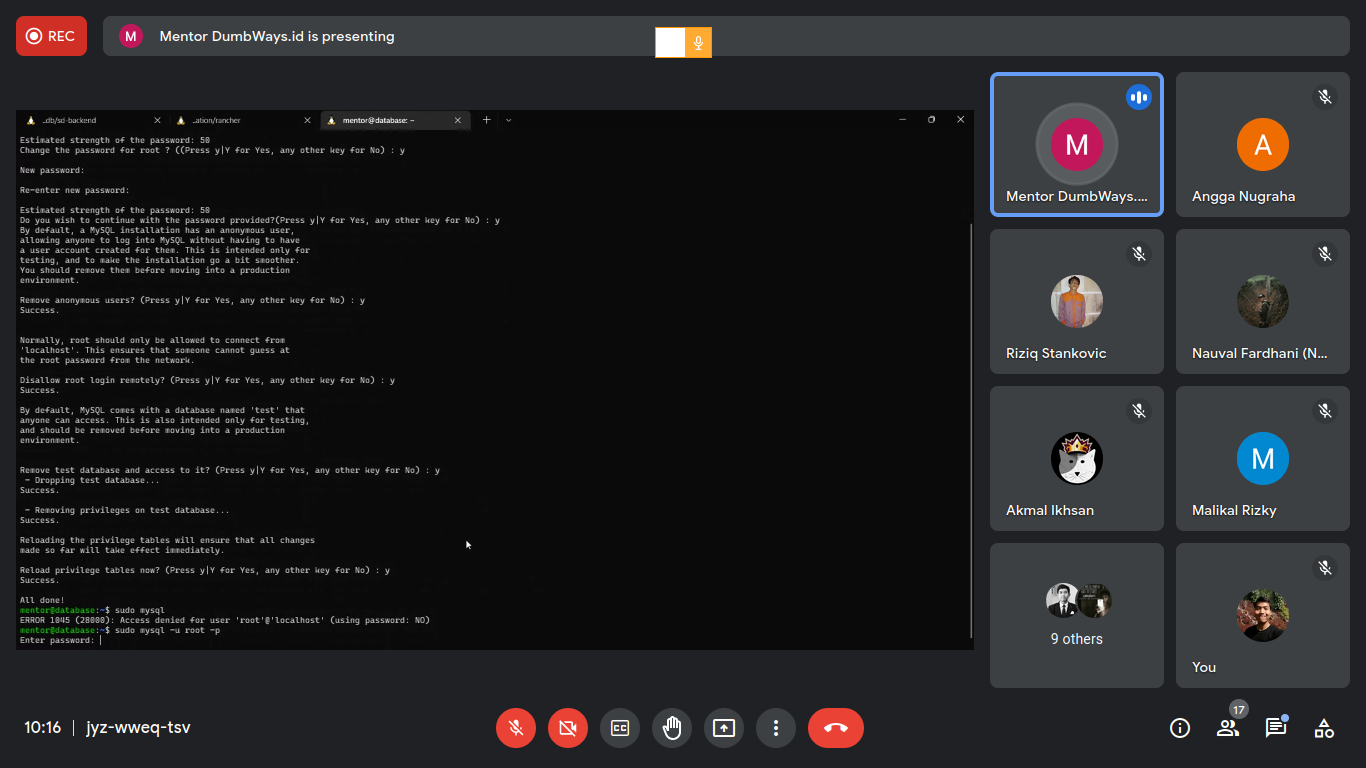 REC
M
Mentor DumbWays.id is presenting
..db/sd-backend
..ation/rancher
mentor@database: ~
Estimated strength of the password: 50
Change the password for root ? ((Press y|Y for Yes, any other key for No) : y
New password:
Re-enter new password:
Estimated strength of the password: 50
Do you wish to continue with the password provided?(Press y|Y for Yes, any other key for No) : y
By default, a MySQL installation has an anonymous user,
allowing anyone to log into MySQL without having to have
a user account created for them. This is intended only for
testing, and to make the installation go a bit smoother.
You should remove them before moving into a production
environment.
Remove anonymous users? (Press y|Y for Yes, any other key for No) : y
Success.
Normally, root should only be allowed to connect from
'localhost'. This ensures that someone cannot guess at
the root password from the network.
Disallow root login remotely? (Press y|Y for Yes, any other key for No) : y
Success.
By default, MySQL comes with a database named 'test' that
anyone can access. This is also intended only for testing,
and should be removed before moving into a production
environment.
Remove test database and access to it? (Press y|Y for Yes, any other key for No) : y
- Dropping test database...
Success.
- Removing privileges on test database...
Success.
Reloading the privilege tables will ensure that all changes
made so far will take effect immediately.
Reload privilege tables now? (Press y|Y for Yes, any other key for No) : y
Success.
All done!
mentor@database:~$ sudo mysql
ERROR 1045 (28000): Access denied for user 'root'@'localhost' (using password: NO)
mentor@database:~$ sudo mysql -u root -p
Enter password:
M
Mentor DumbWays....
A
Angga Nugraha
Riziq Stankovic
Nauval Fardhani (N...
Akmal Ikhsan
M
Malikal Rizky
9 others
You
10:16
jyz-wweq-tsv
CC
17